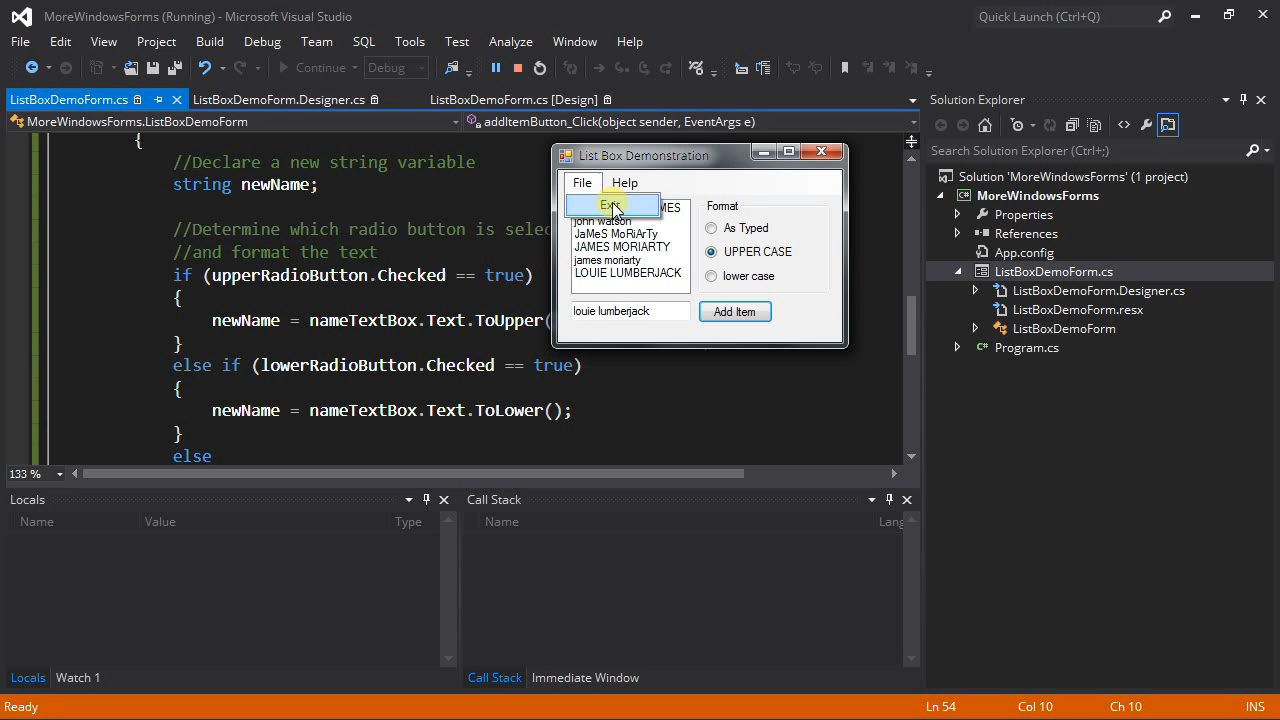 MoreWindowsForms (Running) - Microsoft Visual Studio
Quick Launch (Ctrl+Q)
File Edit View Project Build Debug Team SQL Tools Test Analyze Window Help
Continue Debug
ListBoxDemoForm.cs ListBoxDemoForm.Designer.cs ListBoxDemoForm.cs [Design]
MoreWindowsForms.ListBoxDemoForm addItemButton_Click(object sender, EventArgs e)
{
//Declare a new string variable
string newName;
//Determine which radio button is selec
//and format the text
if (upperRadioButton.Checked == true)
{
newName = nameTextBox.Text.ToUpper(
}
else if (lowerRadioButton.Checked == true)
{
newName = nameTextBox.Text.ToLower();
}
else
133 %
List Box Demonstration
File Help
Exit
MES
john watson
JaMeS MoRiArTy
JAMES MORIARTY
james moriarty
LOUIE LUMBERJACK
louie lumberjack
Format
As Typed
UPPER CASE
lower case
Add Item
Solution Explorer
Search Solution Explorer (Ctrl+;)
Solution 'MoreWindowsForms' (1 project)
MoreWindowsForms
Properties
References
App.config
ListBoxDemoForm.cs
ListBoxDemoForm.Designer.cs
ListBoxDemoForm.resx
ListBoxDemoForm
Program.cs
Locals
Name Value Type
Call Stack
Name Lang
Locals Watch 1
Call Stack Immediate Window
Ready
Ln 54 Col 10 Ch 10 INS